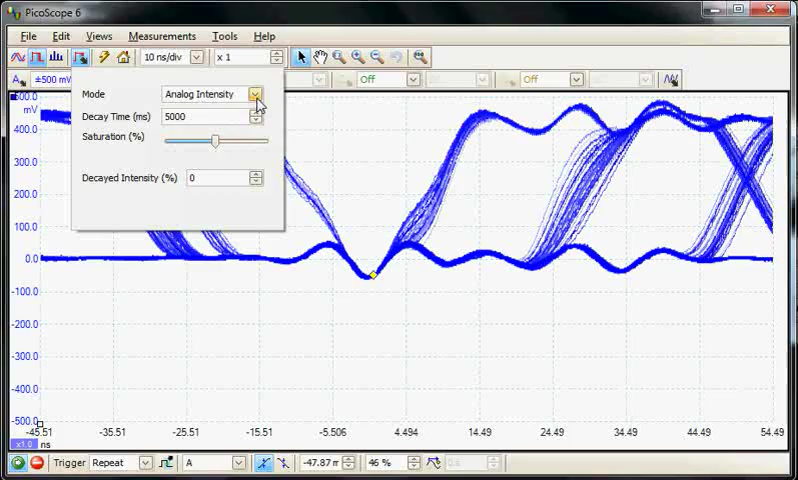 PicoScope 6
File Edit Views Measurements Tools Help
10 ns/div x 1
A ±500 mV Off Off
Mode Analog Intensity
Decay Time (ms) 5000
Saturation (%)
Decayed Intensity (%) 0
500.0
mV
400.0
300.0
200.0
100.0
0.0
-100.0
-200.0
-300.0
-400.0
-500.0
-45.51 -35.51 -25.51 -15.51 -5.506 4.494 14.49 24.49 34.49 44.49 54.49
x1.0 ns
Trigger Repeat A -47.87 m 46 % 0 s